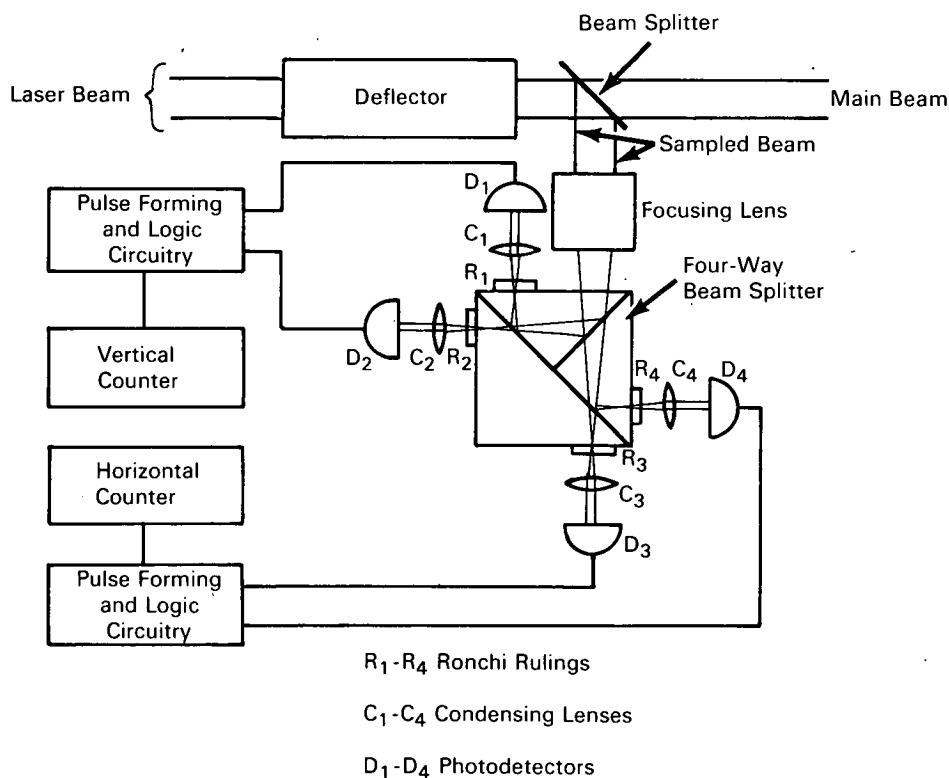 Beam Splitter
Laser Beam
Deflector
Main Beam
Sampled Beam
Pulse Forming
and Logic
Circuitry
D1
Focusing Lens
C1
R1
Four-Way
Beam Splitter
Vertical
Counter
D2
C2
R2
R4
C4
D4
Horizontal
Counter
R3
C3
D3
Pulse Forming
and Logic
Circuitry
R1-R4 Ronchi Rulings
C1-C4 Condensing Lenses
D1-D4 Photodetectors